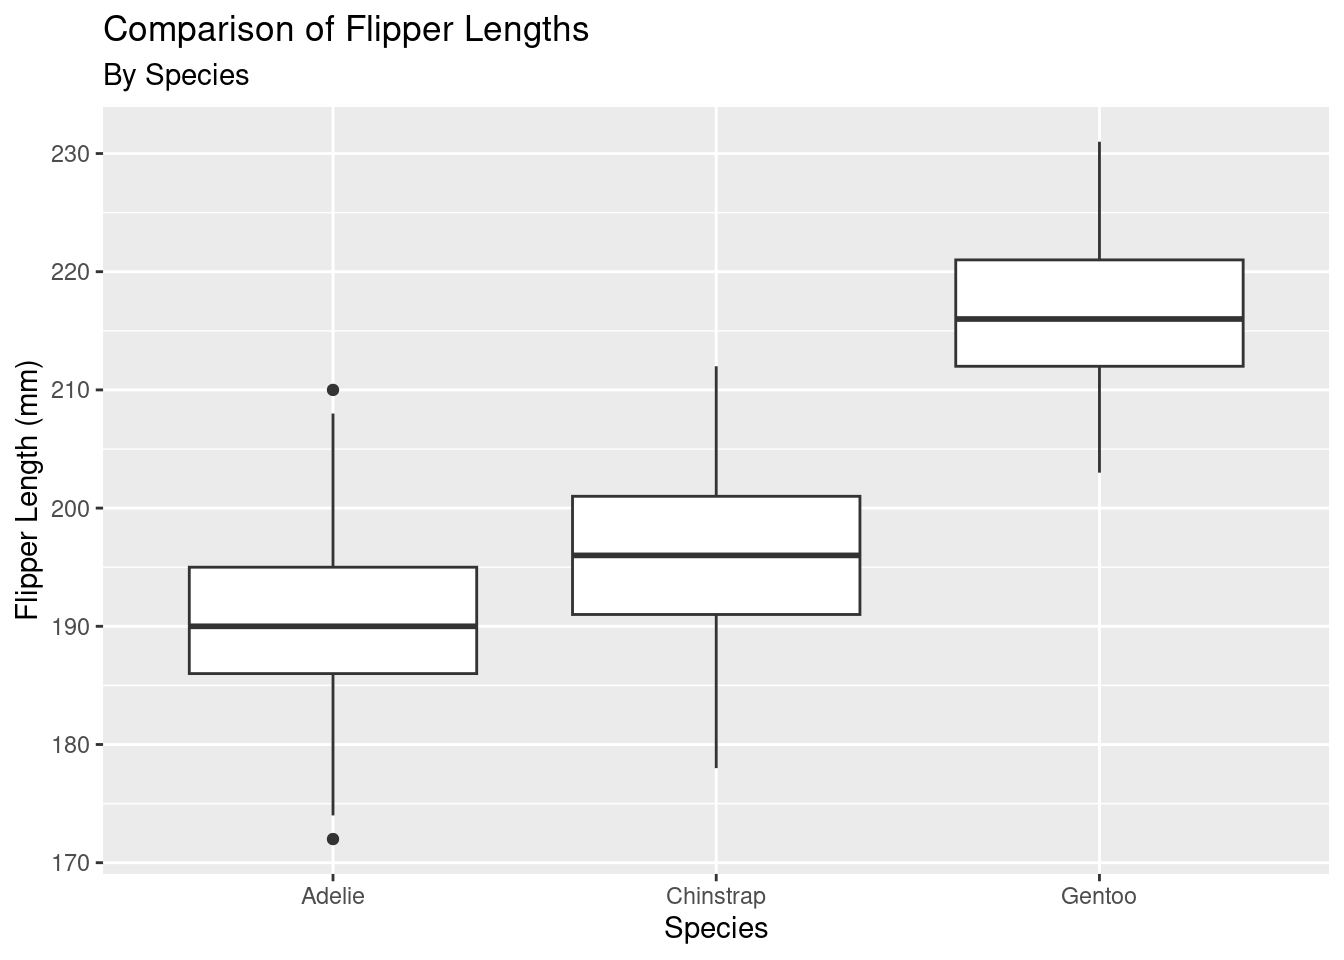 Comparison of Flipper Lengths
By Species
Flipper Length (mm)
230
220
210
200
190
180
170
Adelie Chinstrap Gentoo
Species